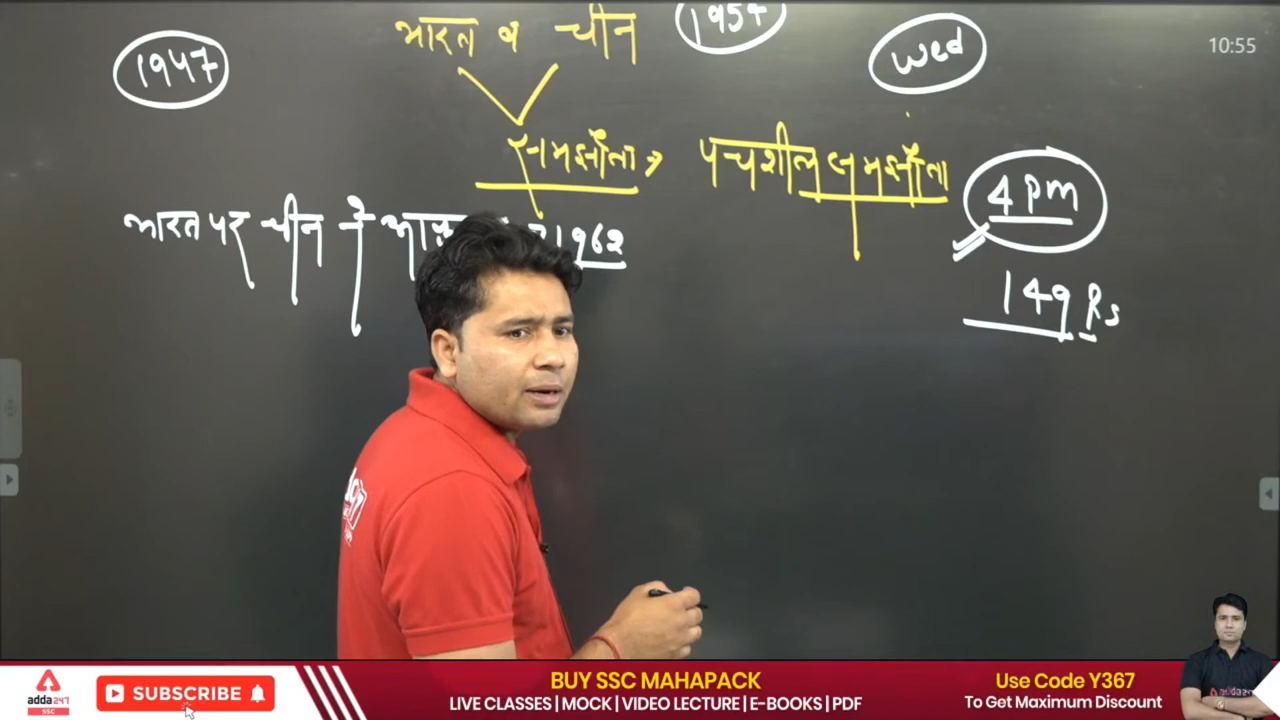 भारत व चीन
1954
1947
Wed
10:55
समझौता → पंचशील समझौता
4 pm
भारत पर चीन ने 1962
149 Rs
adda247
SSC
SUBSCRIBE
BUY SSC MAHAPACK
LIVE CLASSES | MOCK | VIDEO LECTURE | E-BOOKS | PDF
Use Code Y367
To Get Maximum Discount